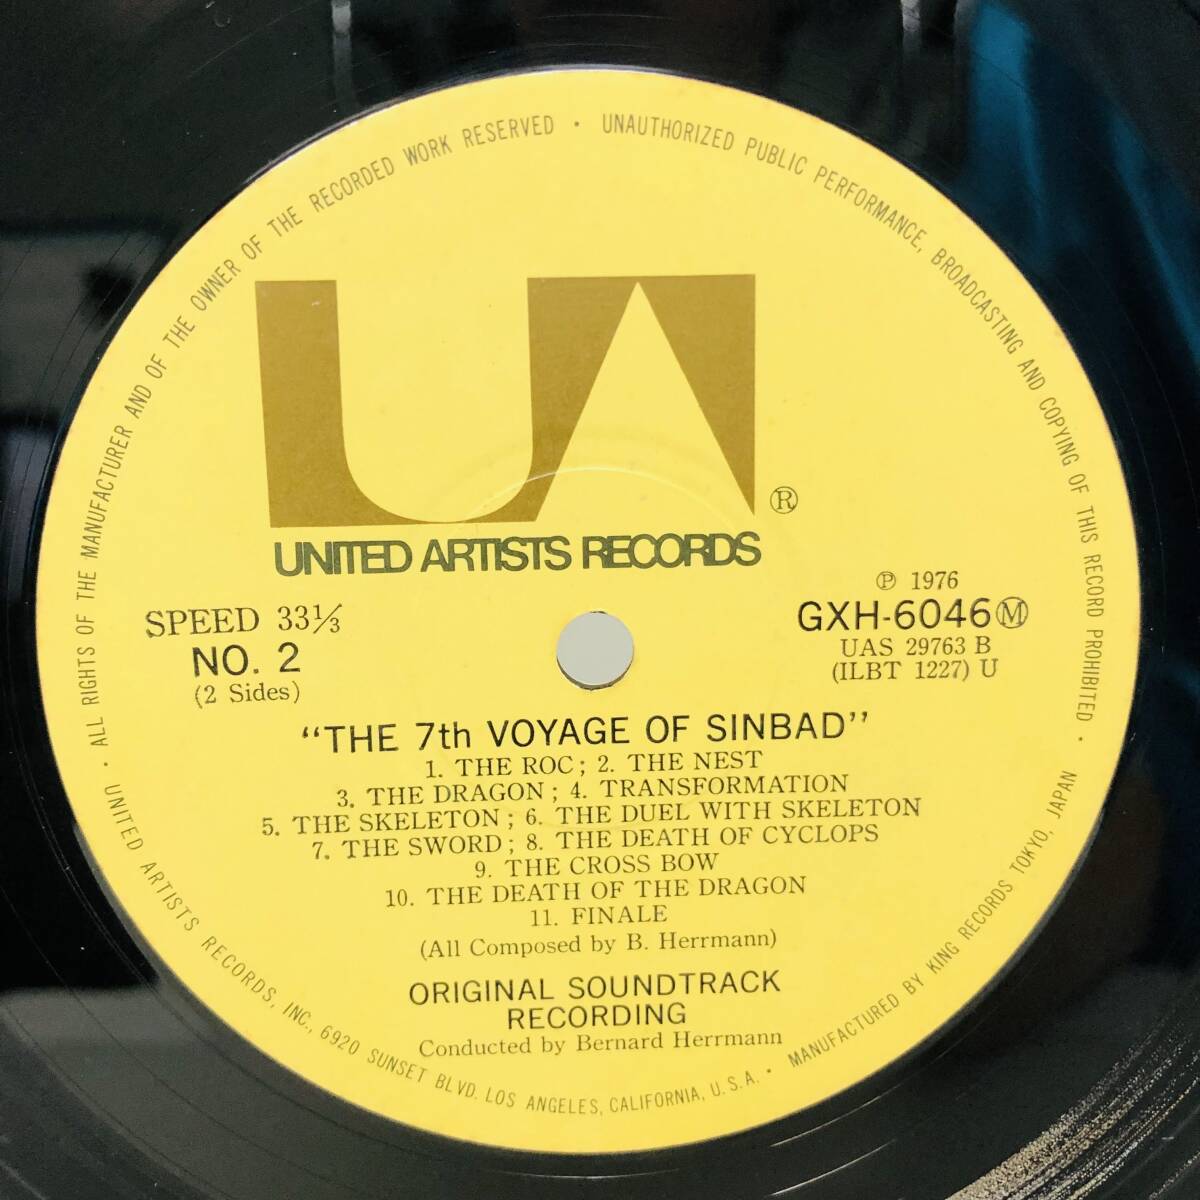 · ALL RIGHTS OF THE MANUFACTURER AND OF THE OWNER OF THE RECORDED WORK RESERVED · UNAUTHORIZED PUBLIC PERFORMANCE, BROADCASTING AND COPYING OF THIS RECORD PROHIBITED ·
UA
®
UNITED ARTISTS RECORDS
SPEED 33⅓
NO. 2
(2 Sides)
Ⓟ 1976
GXH-6046Ⓜ
UAS 29763 B
(ILBT 1227) U
"THE 7th VOYAGE OF SINBAD"
1. THE ROC; 2. THE NEST
3. THE DRAGON; 4. TRANSFORMATION
5. THE SKELETON; 6. THE DUEL WITH SKELETON
7. THE SWORD; 8. THE DEATH OF CYCLOPS
9. THE CROSS BOW
10. THE DEATH OF THE DRAGON
11. FINALE
(All Composed by B. Herrmann)
ORIGINAL SOUNDTRACK
RECORDING
Conducted by Bernard Herrmann
UNITED ARTISTS RECORDS, INC., 6920 SUNSET BLVD. LOS ANGELES, CALIFORNIA, U.S.A. · MANUFACTURED BY KING RECORDS TOKYO, JAPAN